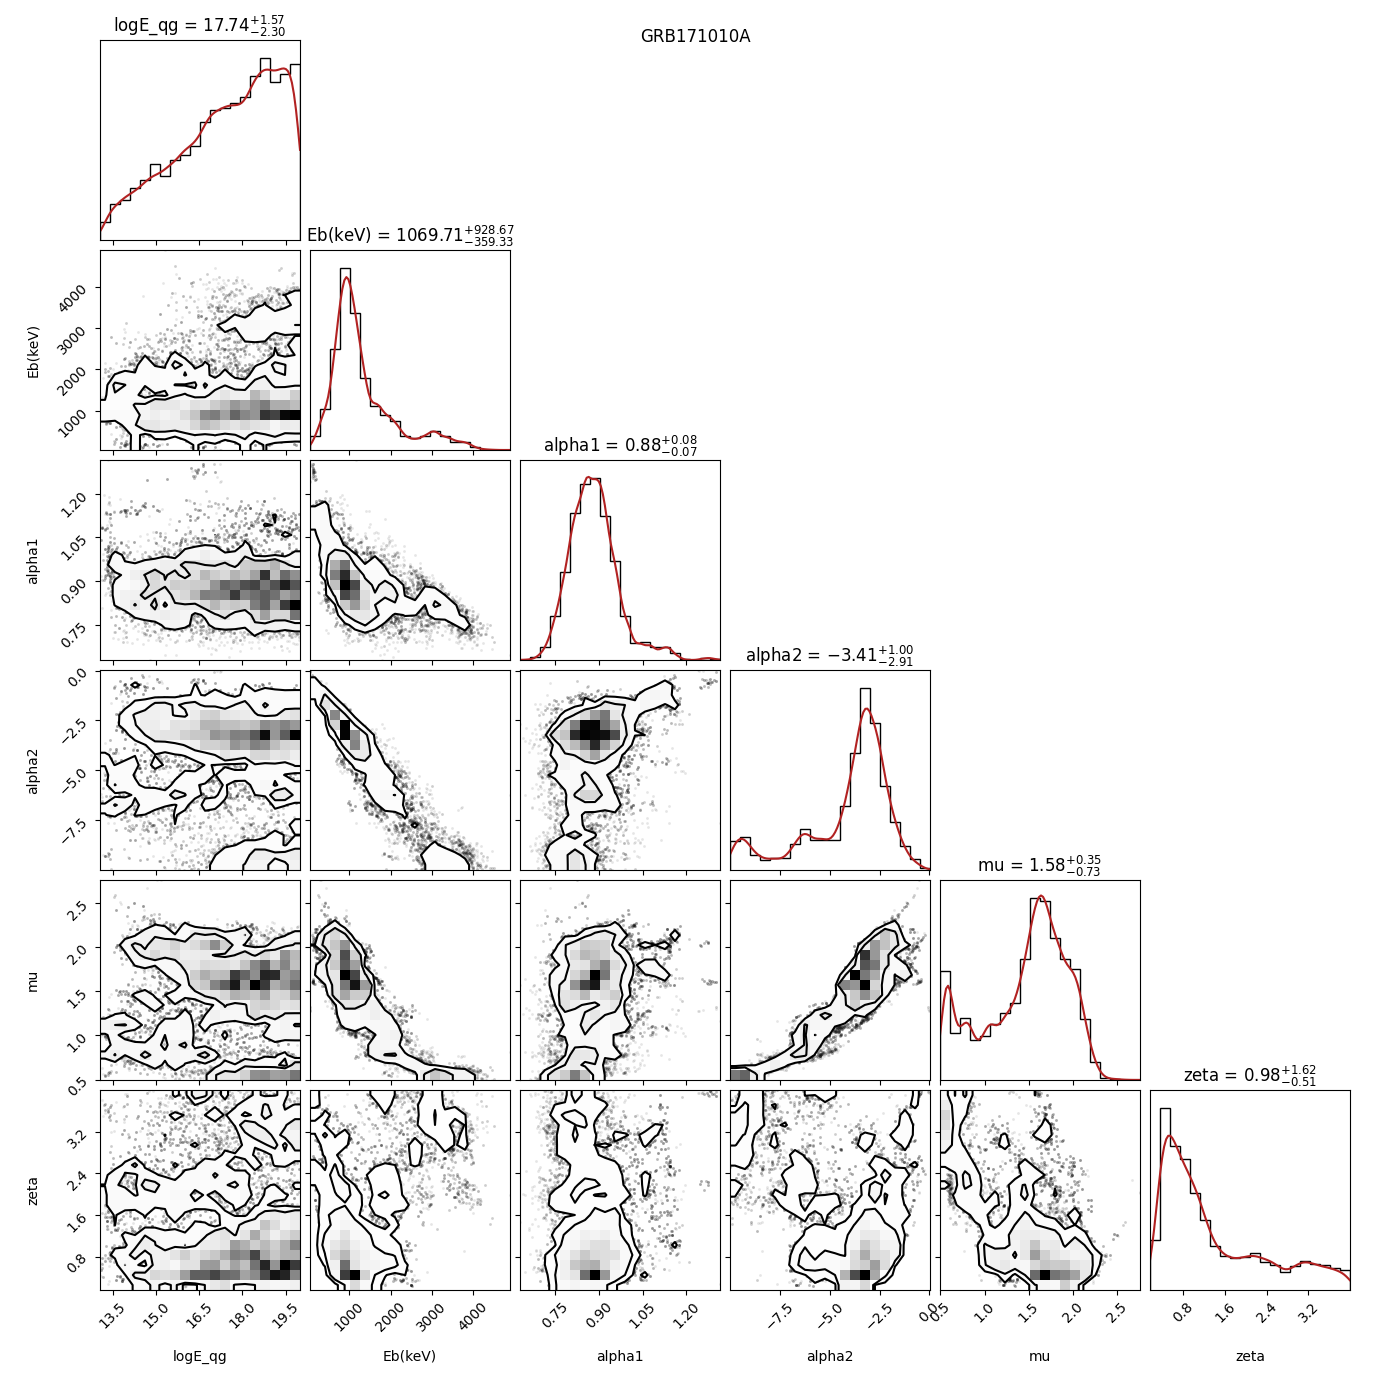 GRB171010A
logE_qg = 17.74+1.57 −2.30
Eb(keV) = 1069.71+928.67 −359.33
Eb(keV)
4000
3000
2000
1000
alpha1 = 0.88+0.08 −0.07
alpha1
1.20
1.05
0.90
0.75
alpha2 = −3.41+1.00 −2.91
alpha2
0.0
−2.5
−5.0
−7.5
mu = 1.58+0.35 −0.73
mu
2.5
2.0
1.5
1.0
0.5
zeta = 0.98+1.62 −0.51
zeta
3.2
2.4
1.6
0.8
13.5 15.0 16.5 18.0 19.5
1000 2000 3000 4000
0.75 0.90 1.05 1.20
−7.5 −5.0 −2.5
0.5 1.0 1.5 2.0 2.5
0.8 1.6 2.4 3.2
logE_qg Eb(keV) alpha1 alpha2 mu zeta